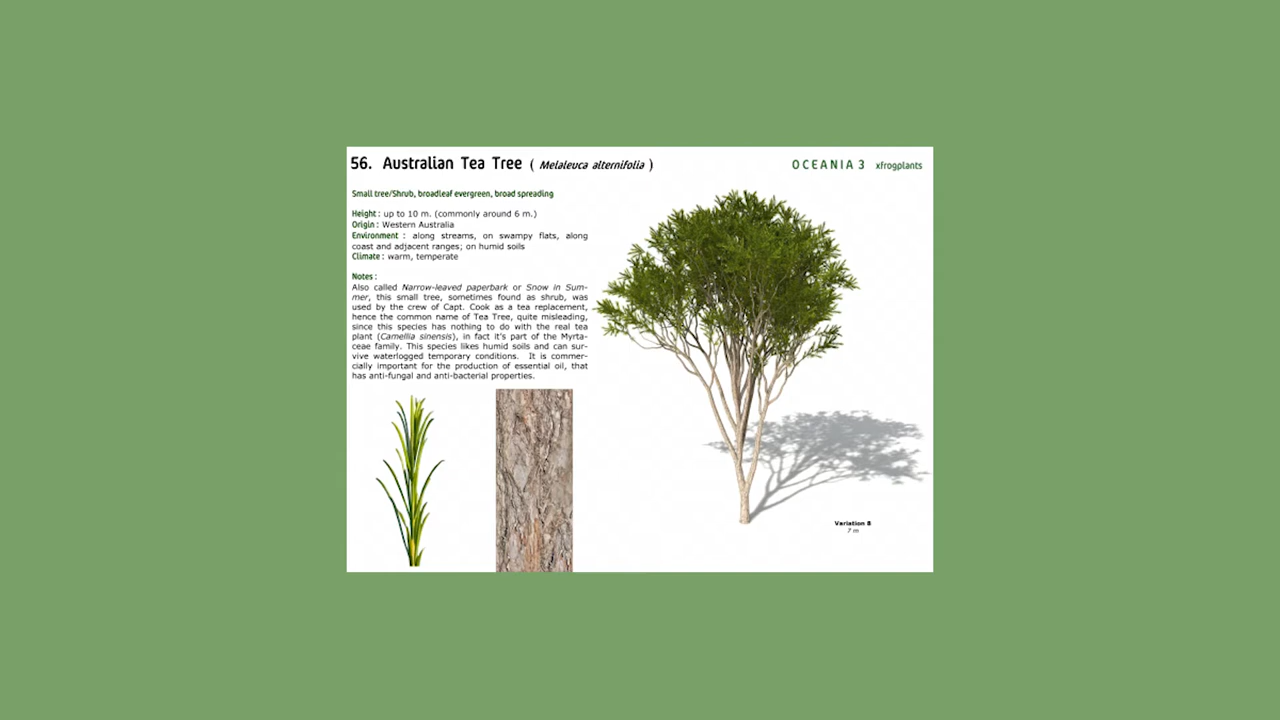 56. Australian Tea Tree ( Melaleuca alternifolia )
OCEANIA 3 xfrogplants
Small tree/Shrub, broadleaf evergreen, broad spreading
Height : up to 10 m. (commonly around 6 m.)
Origin : Western Australia
Environment : along streams, on swampy flats, along
coast and adjacent ranges; on humid soils
Climate : warm, temperate
Notes :
Also called Narrow-leaved paperbark or Snow in Sum-
mer, this small tree, sometimes found as shrub, was
used by the crew of Capt. Cook as a tea replacement,
hence the common name of Tea Tree, quite misleading,
since this species has nothing to do with the real tea
plant (Camellia sinensis), in fact it's part of the Myrta-
ceae family. This species likes humid soils and can sur-
vive waterlogged temporary conditions. It is commer-
cially important for the production of essential oil, that
has anti-fungal and anti-bacterial properties.
Variation 8
7 m